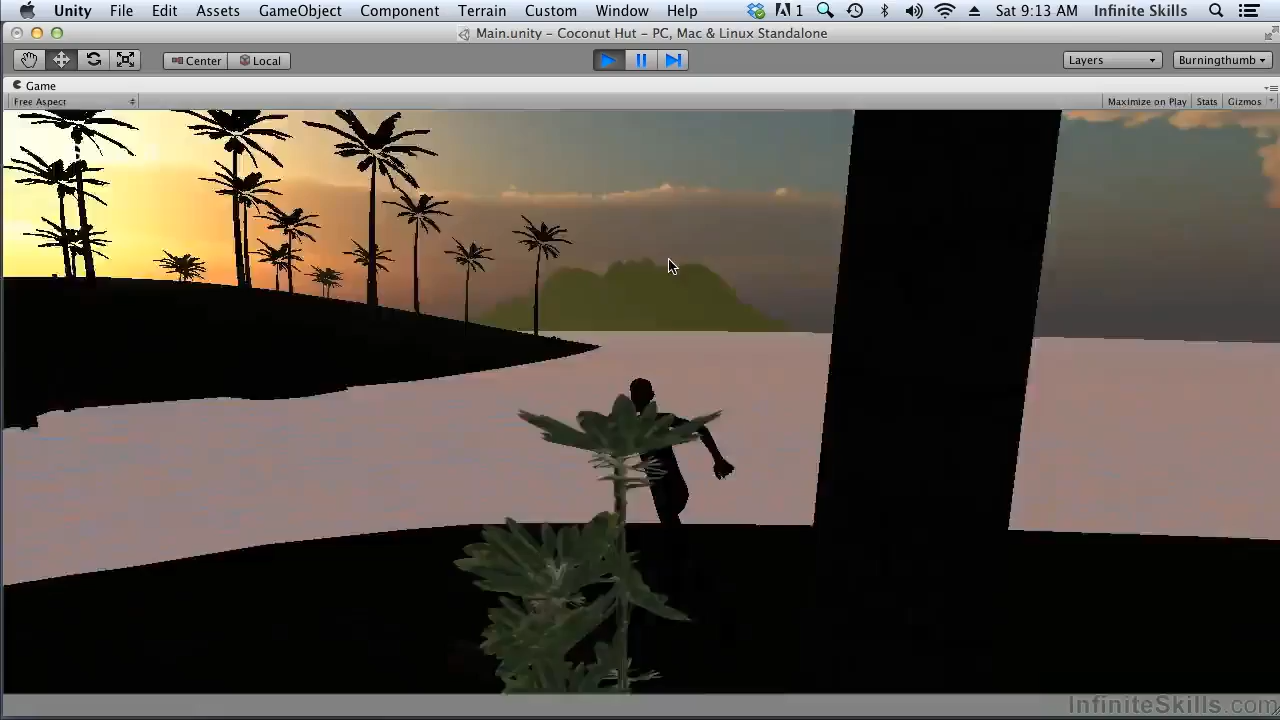 Unity File Edit Assets GameObject Component Terrain Custom Window Help 1 Sat 9:13 AM Infinite Skills
Main.unity – Coconut Hut – PC, Mac & Linux Standalone
Center Local Layers Burningthumb
Game
Free Aspect Maximize on Play Stats Gizmos
InfiniteSkills.com